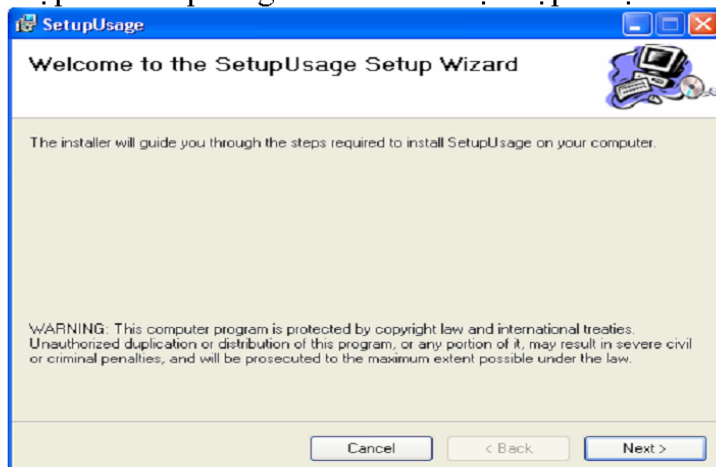 SetupUsage
Welcome to the SetupUsage Setup Wizard
The installer will guide you through the steps required to install SetupUsage on your computer.
WARNING: This computer program is protected by copyright law and international treaties.
Unauthorized duplication or distribution of this program, or any portion of it, may result in severe civil
or criminal penalties, and will be prosecuted to the maximum extent possible under the law.
Cancel
< Back
Next >